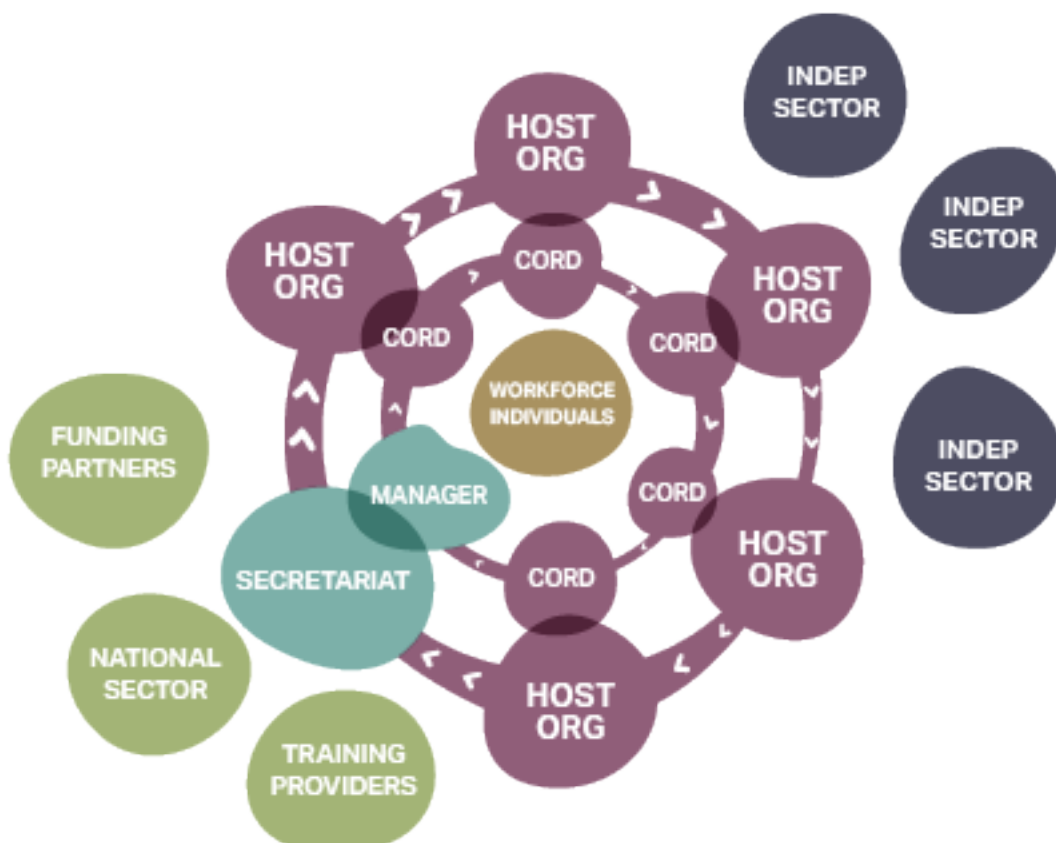 INDEP
SECTOR
HOST
ORG
INDEP
SECTOR
HOST
ORG
CORD
HOST
ORG
CORD
CORD
WORKFORCE
INDIVIDUALS
FUNDING
PARTNERS
INDEP
SECTOR
MANAGER
CORD
HOST
ORG
SECRETARIAT
CORD
NATIONAL
SECTOR
HOST
ORG
TRAINING
PROVIDERS